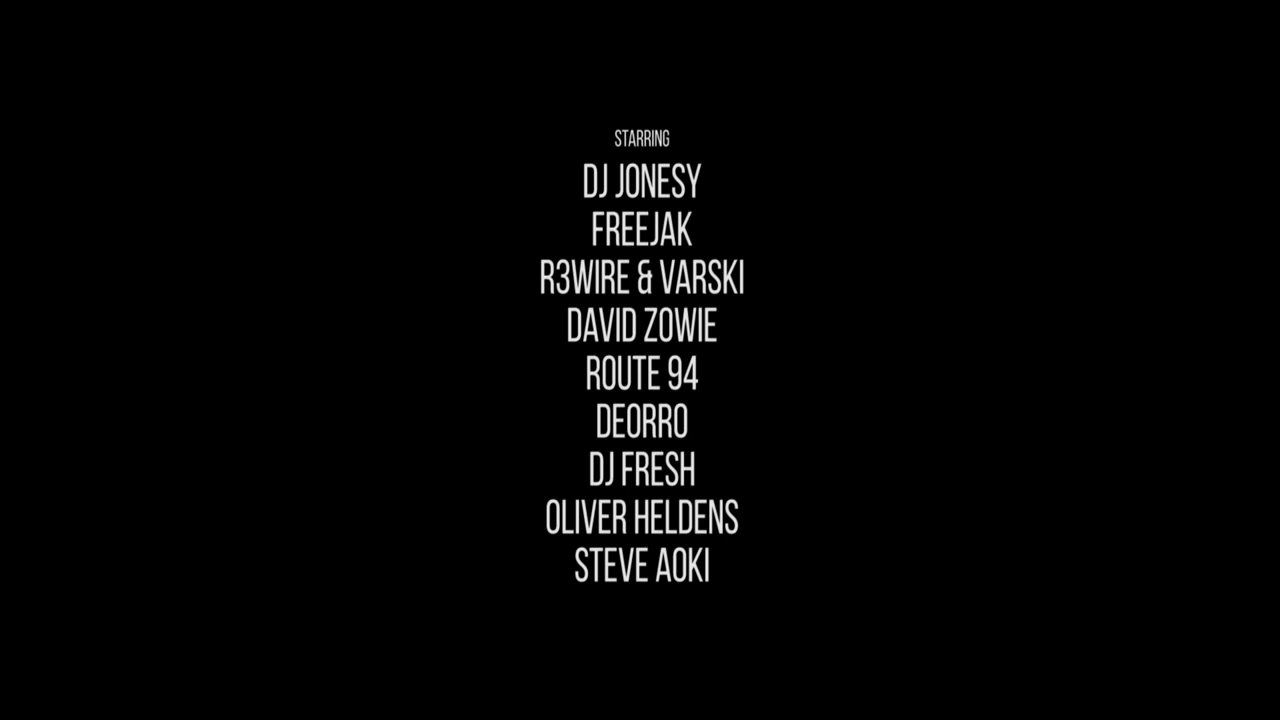 STARRING
DJ JONESY
FREEJAK
R3WIRE & VARSKI
DAVID ZOWIE
ROUTE 94
DEORRO
DJ FRESH
OLIVER HELDENS
STEVE AOKI